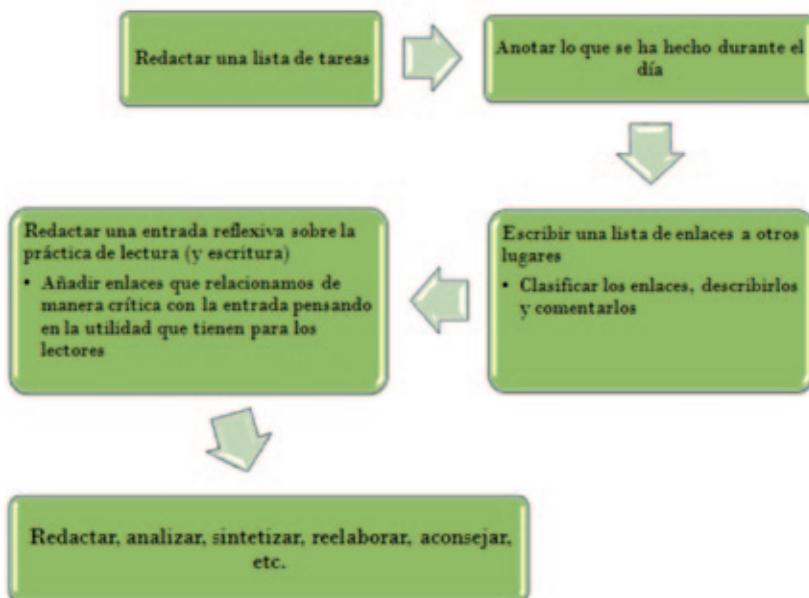 Redactar una lista de tareas
Anotar lo que se ha hecho durante el
día
Escribir una lista de enlaces a otros
lugares
• Clasificar los enlaces, describirlos
y comentarlos
Redactar una entrada reflexiva sobre la
práctica de lectura (y escritura)
• Añadir enlaces que relacionamos de
manera crítica con la entrada pensando
en la utilidad que tienen para los
lectores
Redactar, analizar, sintetizar, reelaborar, aconsejar,
etc.